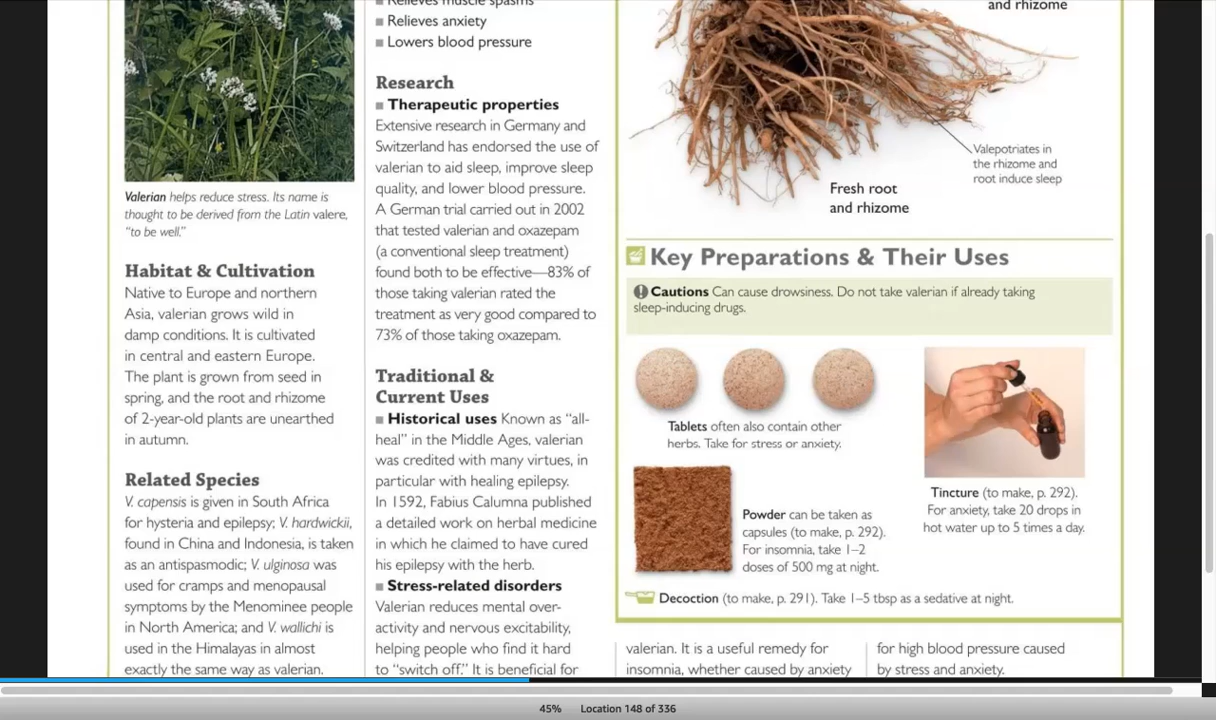 Valerian helps reduce stress. Its name is
thought to be derived from the Latin valere,
“to be well.”
Habitat & Cultivation
Native to Europe and northern
Asia, valerian grows wild in
damp conditions. It is cultivated
in central and eastern Europe.
The plant is grown from seed in
spring, and the root and rhizome
of 2-year-old plants are unearthed
in autumn.
Related Species
V. capensis is given in South Africa
for hysteria and epilepsy; V. hardwickii,
found in China and Indonesia, is taken
as an antispasmodic; V. ulginosa was
used for cramps and menopausal
symptoms by the Menominee people
in North America; and V. wallichi is
used in the Himalayas in almost
exactly the same way as valerian.
Relieves muscle spasms
■ Relieves anxiety
■ Lowers blood pressure
Research
■ Therapeutic properties
Extensive research in Germany and
Switzerland has endorsed the use of
valerian to aid sleep, improve sleep
quality, and lower blood pressure.
A German trial carried out in 2002
that tested valerian and oxazepam
(a conventional sleep treatment)
found both to be effective—83% of
those taking valerian rated the
treatment as very good compared to
73% of those taking oxazepam.
Traditional &
Current Uses
■ Historical uses Known as “all-
heal” in the Middle Ages, valerian
was credited with many virtues, in
particular with healing epilepsy.
In 1592, Fabius Calumna published
a detailed work on herbal medicine
in which he claimed to have cured
his epilepsy with the herb.
■ Stress-related disorders
Valerian reduces mental over-
activity and nervous excitability,
helping people who find it hard
to “switch off.” It is beneficial for
and rhizome
Valepotriates in
the rhizome and
root induce sleep
Fresh root
and rhizome
Key Preparations & Their Uses
Cautions Can cause drowsiness. Do not take valerian if already taking
sleep-inducing drugs.
Tablets often also contain other
herbs. Take for stress or anxiety.
Tincture (to make, p. 292).
For anxiety, take 20 drops in
hot water up to 5 times a day.
Powder can be taken as
capsules (to make, p. 292).
For insomnia, take 1–2
doses of 500 mg at night.
Decoction (to make, p. 291). Take 1–5 tbsp as a sedative at night.
valerian. It is a useful remedy for
insomnia, whether caused by anxiety
for high blood pressure caused
by stress and anxiety.
45% Location 148 of 336